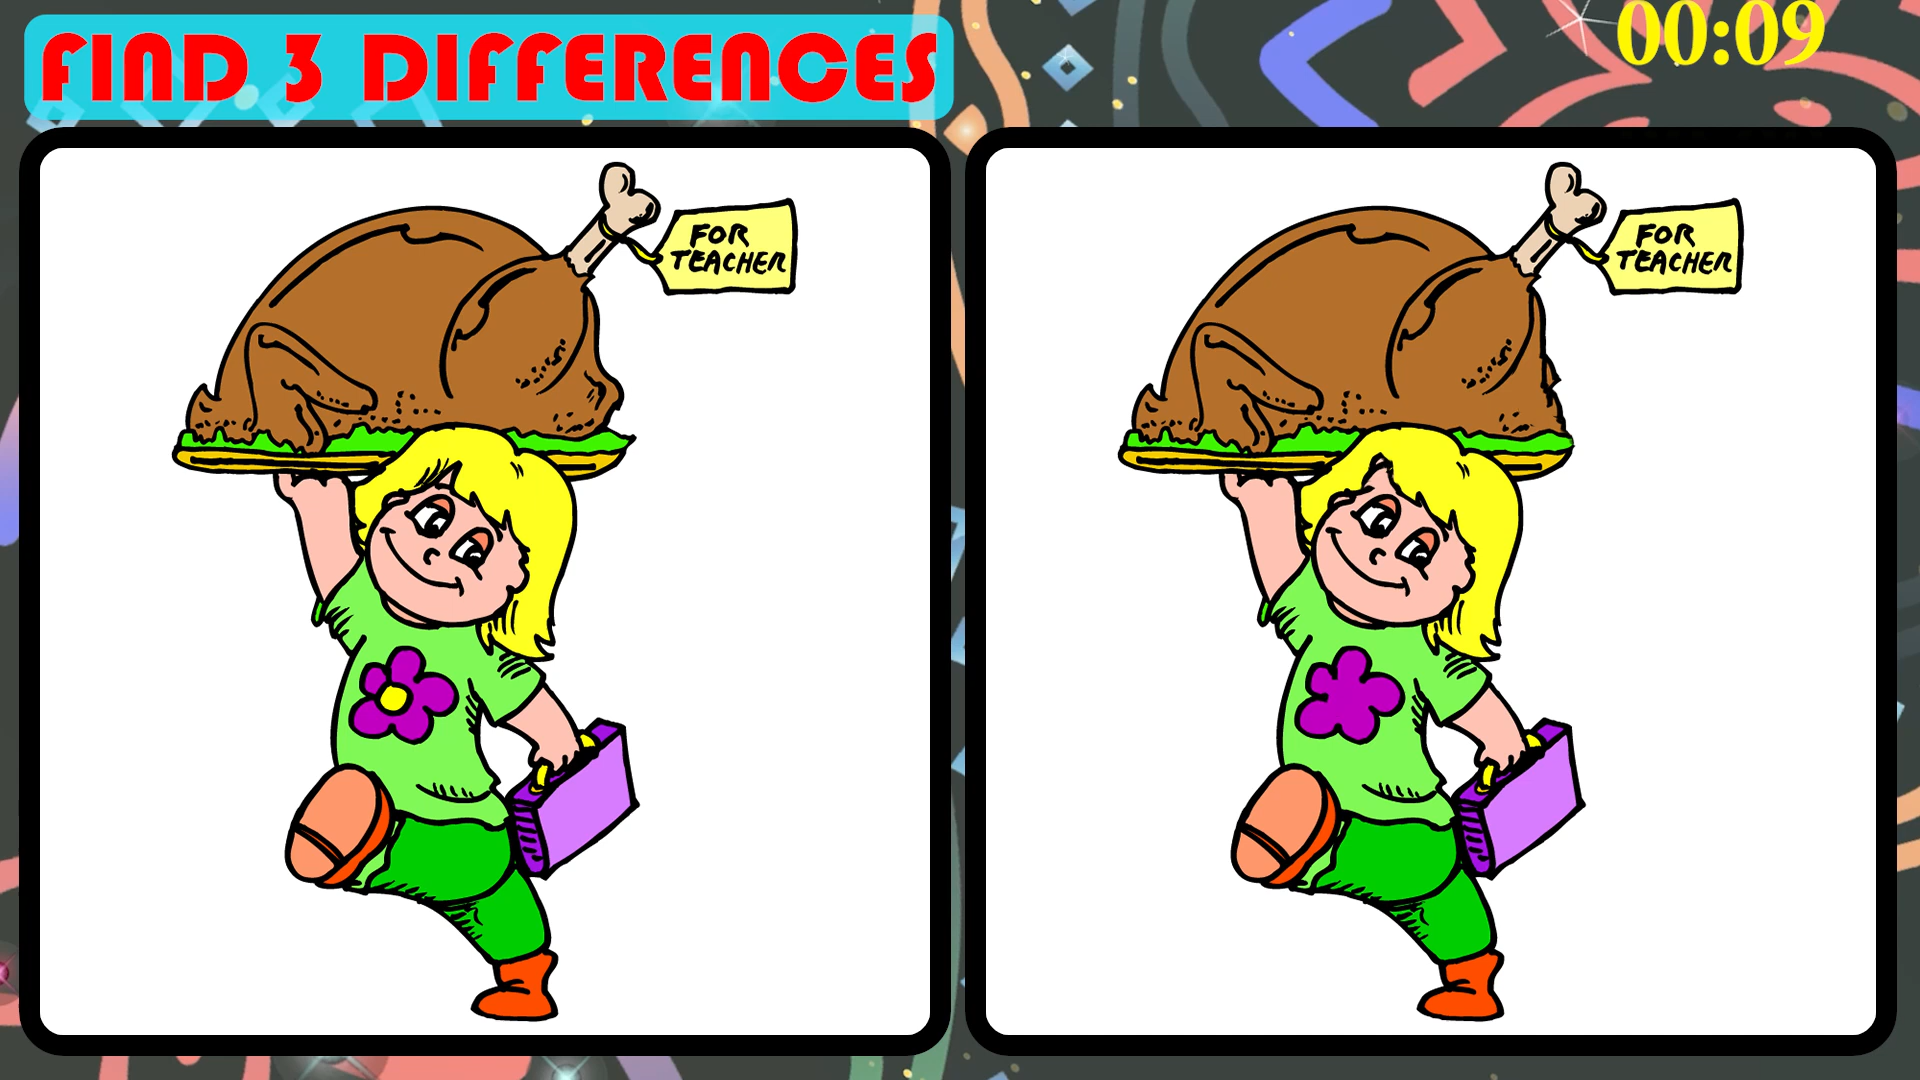 FIND 3 DIFFERENCES
00:09
FOR
TEACHER
FOR
TEACHER